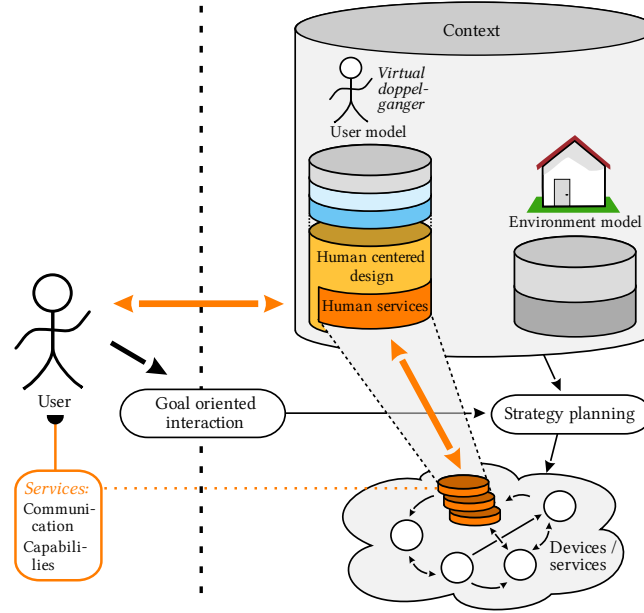 Context
Virtual
doppel-
ganger
User model
Environment model
Human centered
design
Human services
User
Goal oriented
interaction
Strategy planning
Services:
Communi-
cation
Capabili-
lies
Devices /
services